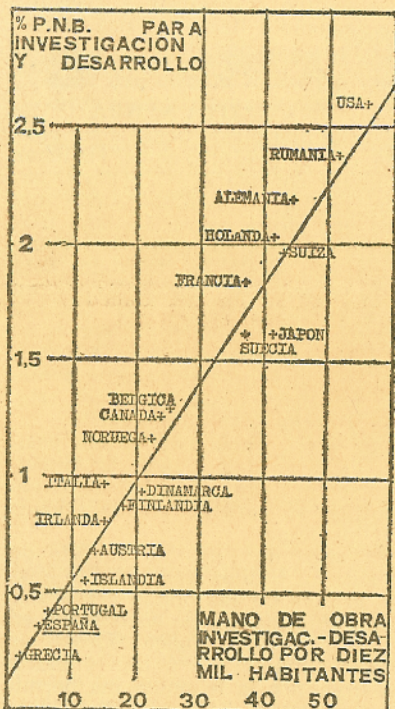 % P.N.B. PARA
INVESTIGACION
Y DESARROLLO
USA+
2,5
RUMANIA+
ALEMANIA+
HOLANDA+
2
+SUIZA
FRANCIA+
+ +JAPON
SUECIA
1,5
BELGICA
+
CANADA+
NORUEGA+
1
ITALIA+
+DINAMARCA
+FINLANDIA
IRLANDA+
+AUSTRIA
+ISLANDIA
0,5
+PORTUGAL
+ESPAÑA
+GRECIA
MANO DE OBRA
INVESTIGAC.-DESA-
RROLLO POR DIEZ
MIL HABITANTES
10 20 30 40 50